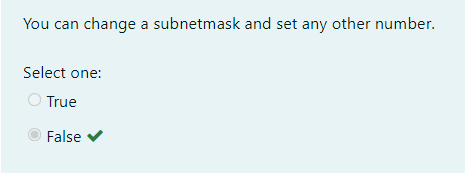 You can change a subnetmask and set any other number.
Select one:
True
False